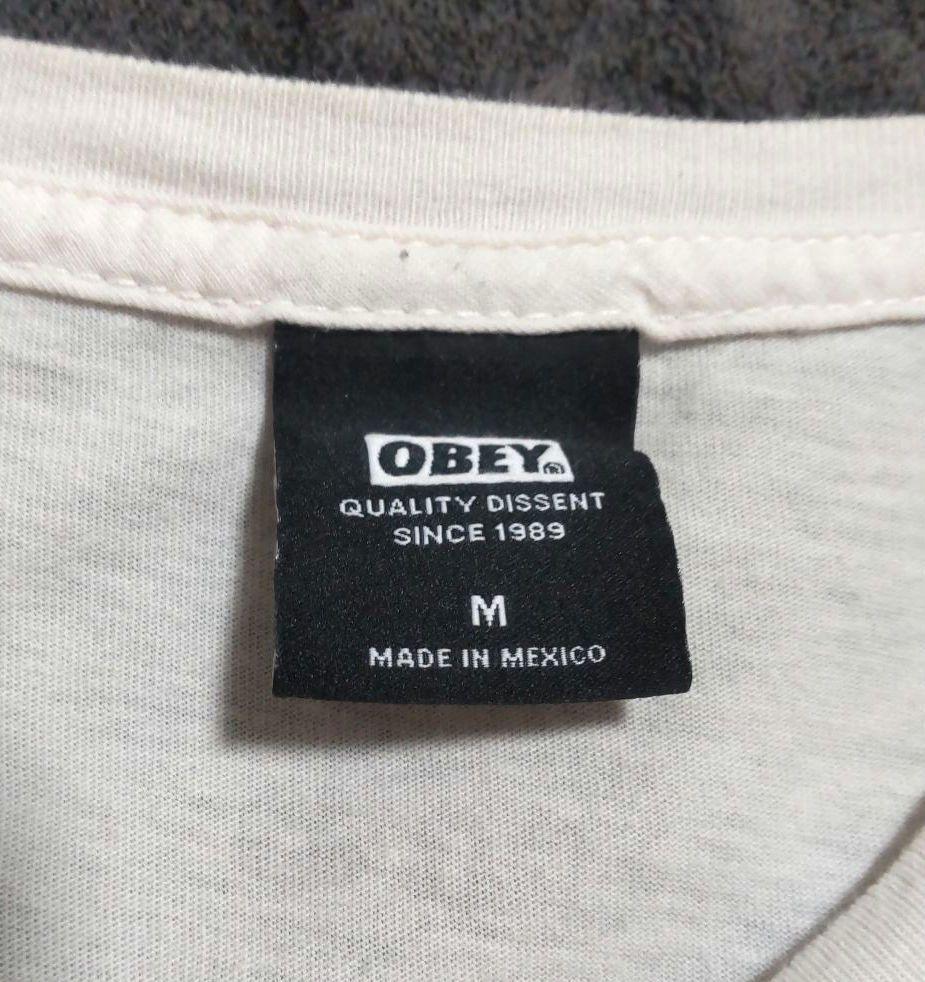 OBEY®
QUALITY DISSENT
SINCE 1989
M
MADE IN MEXICO